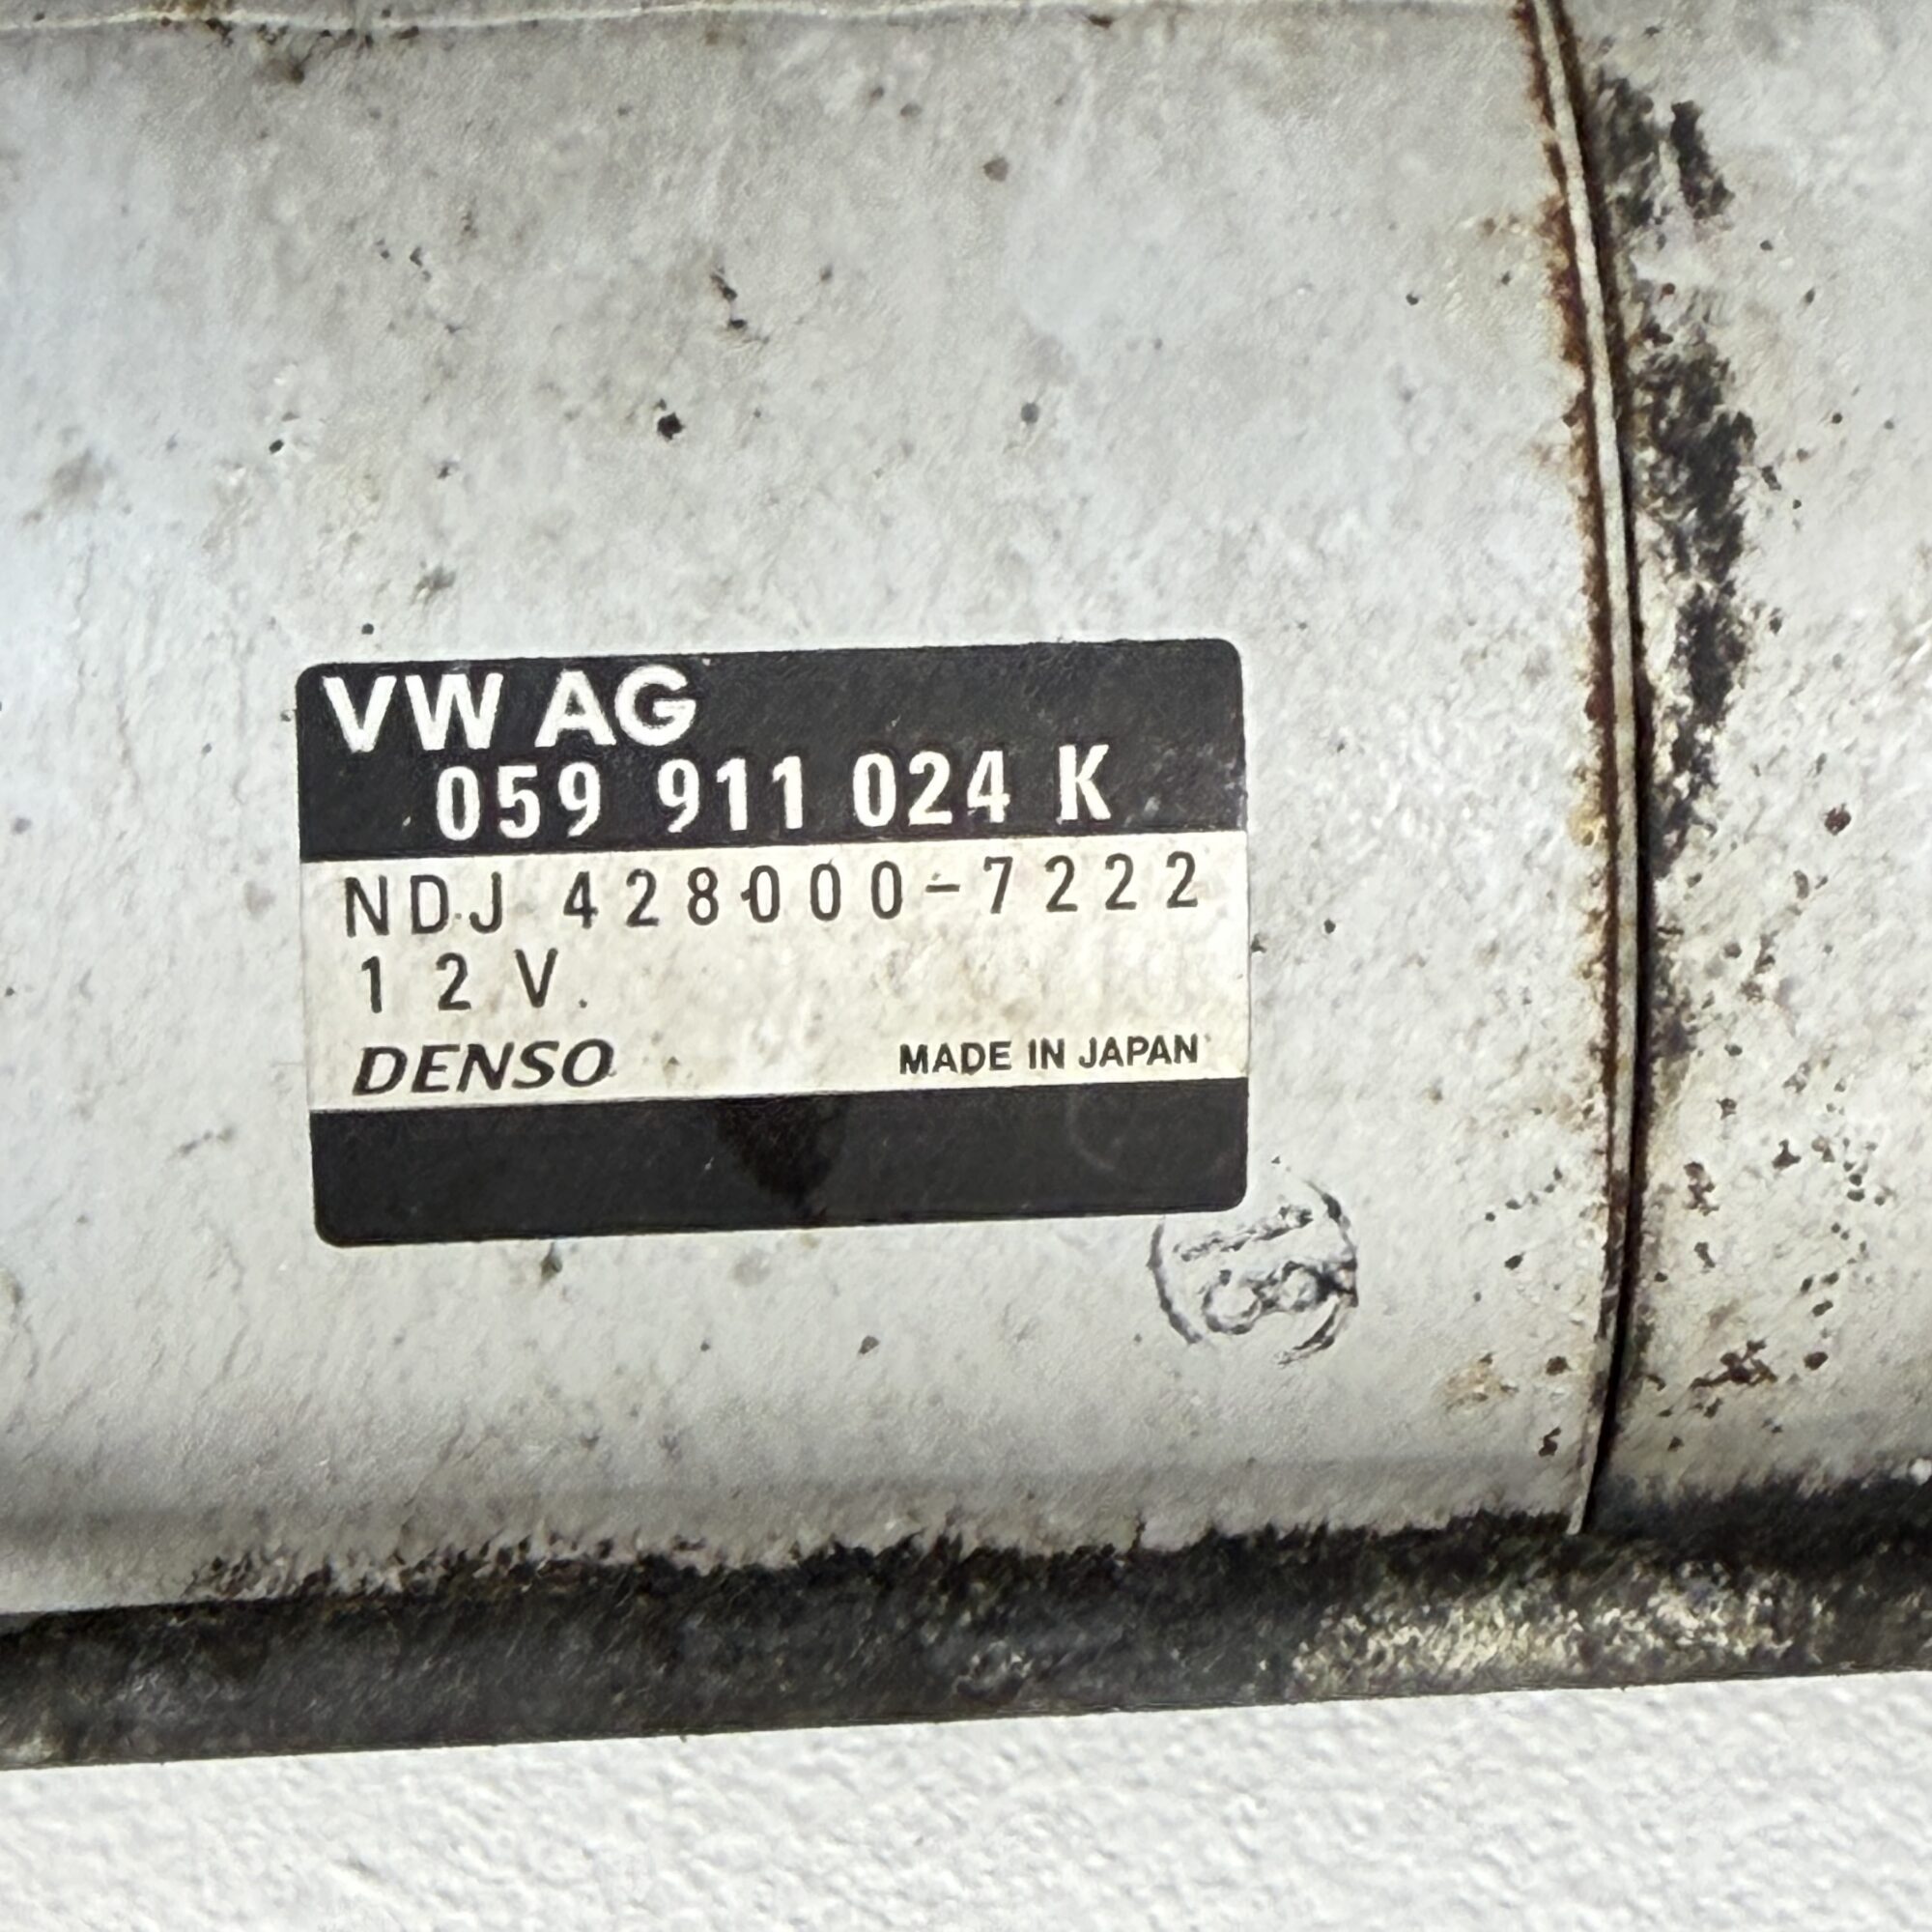 VW AG
059 911 024 K
NDJ 428000-7222
12V.
DENSO MADE IN JAPAN